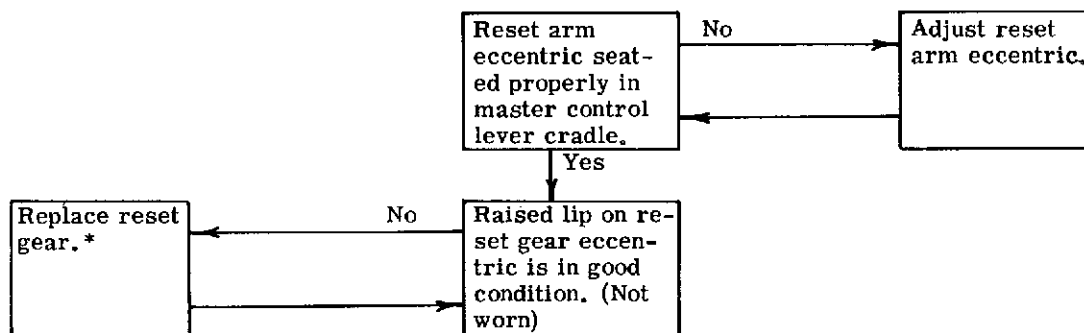 Reset arm
eccentric seat-
ed properly in
master control
lever cradle.
No
Adjust reset
arm eccentric.
Yes
Replace reset
gear.*
No
Raised lip on re-
set gear eccen-
tric is in good
condition. (Not
worn)